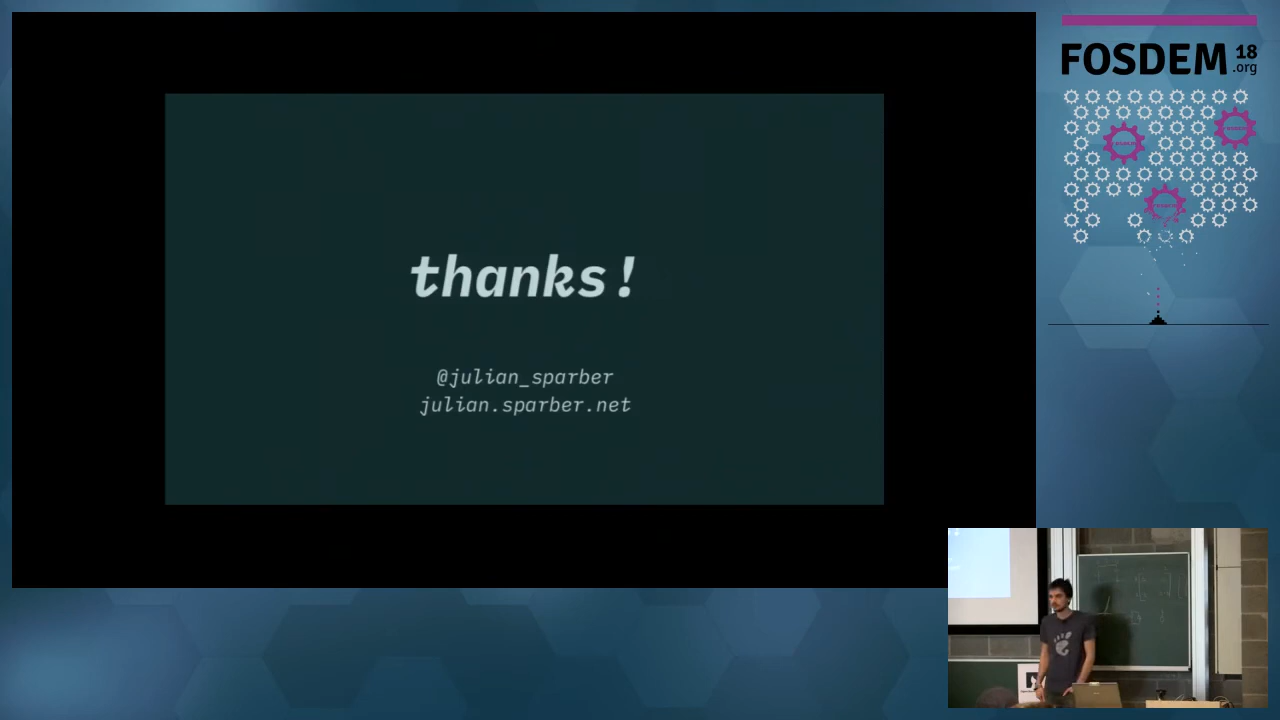 thanks!
@julian_sparber
julian.sparber.net
FOSDEM 18
.org